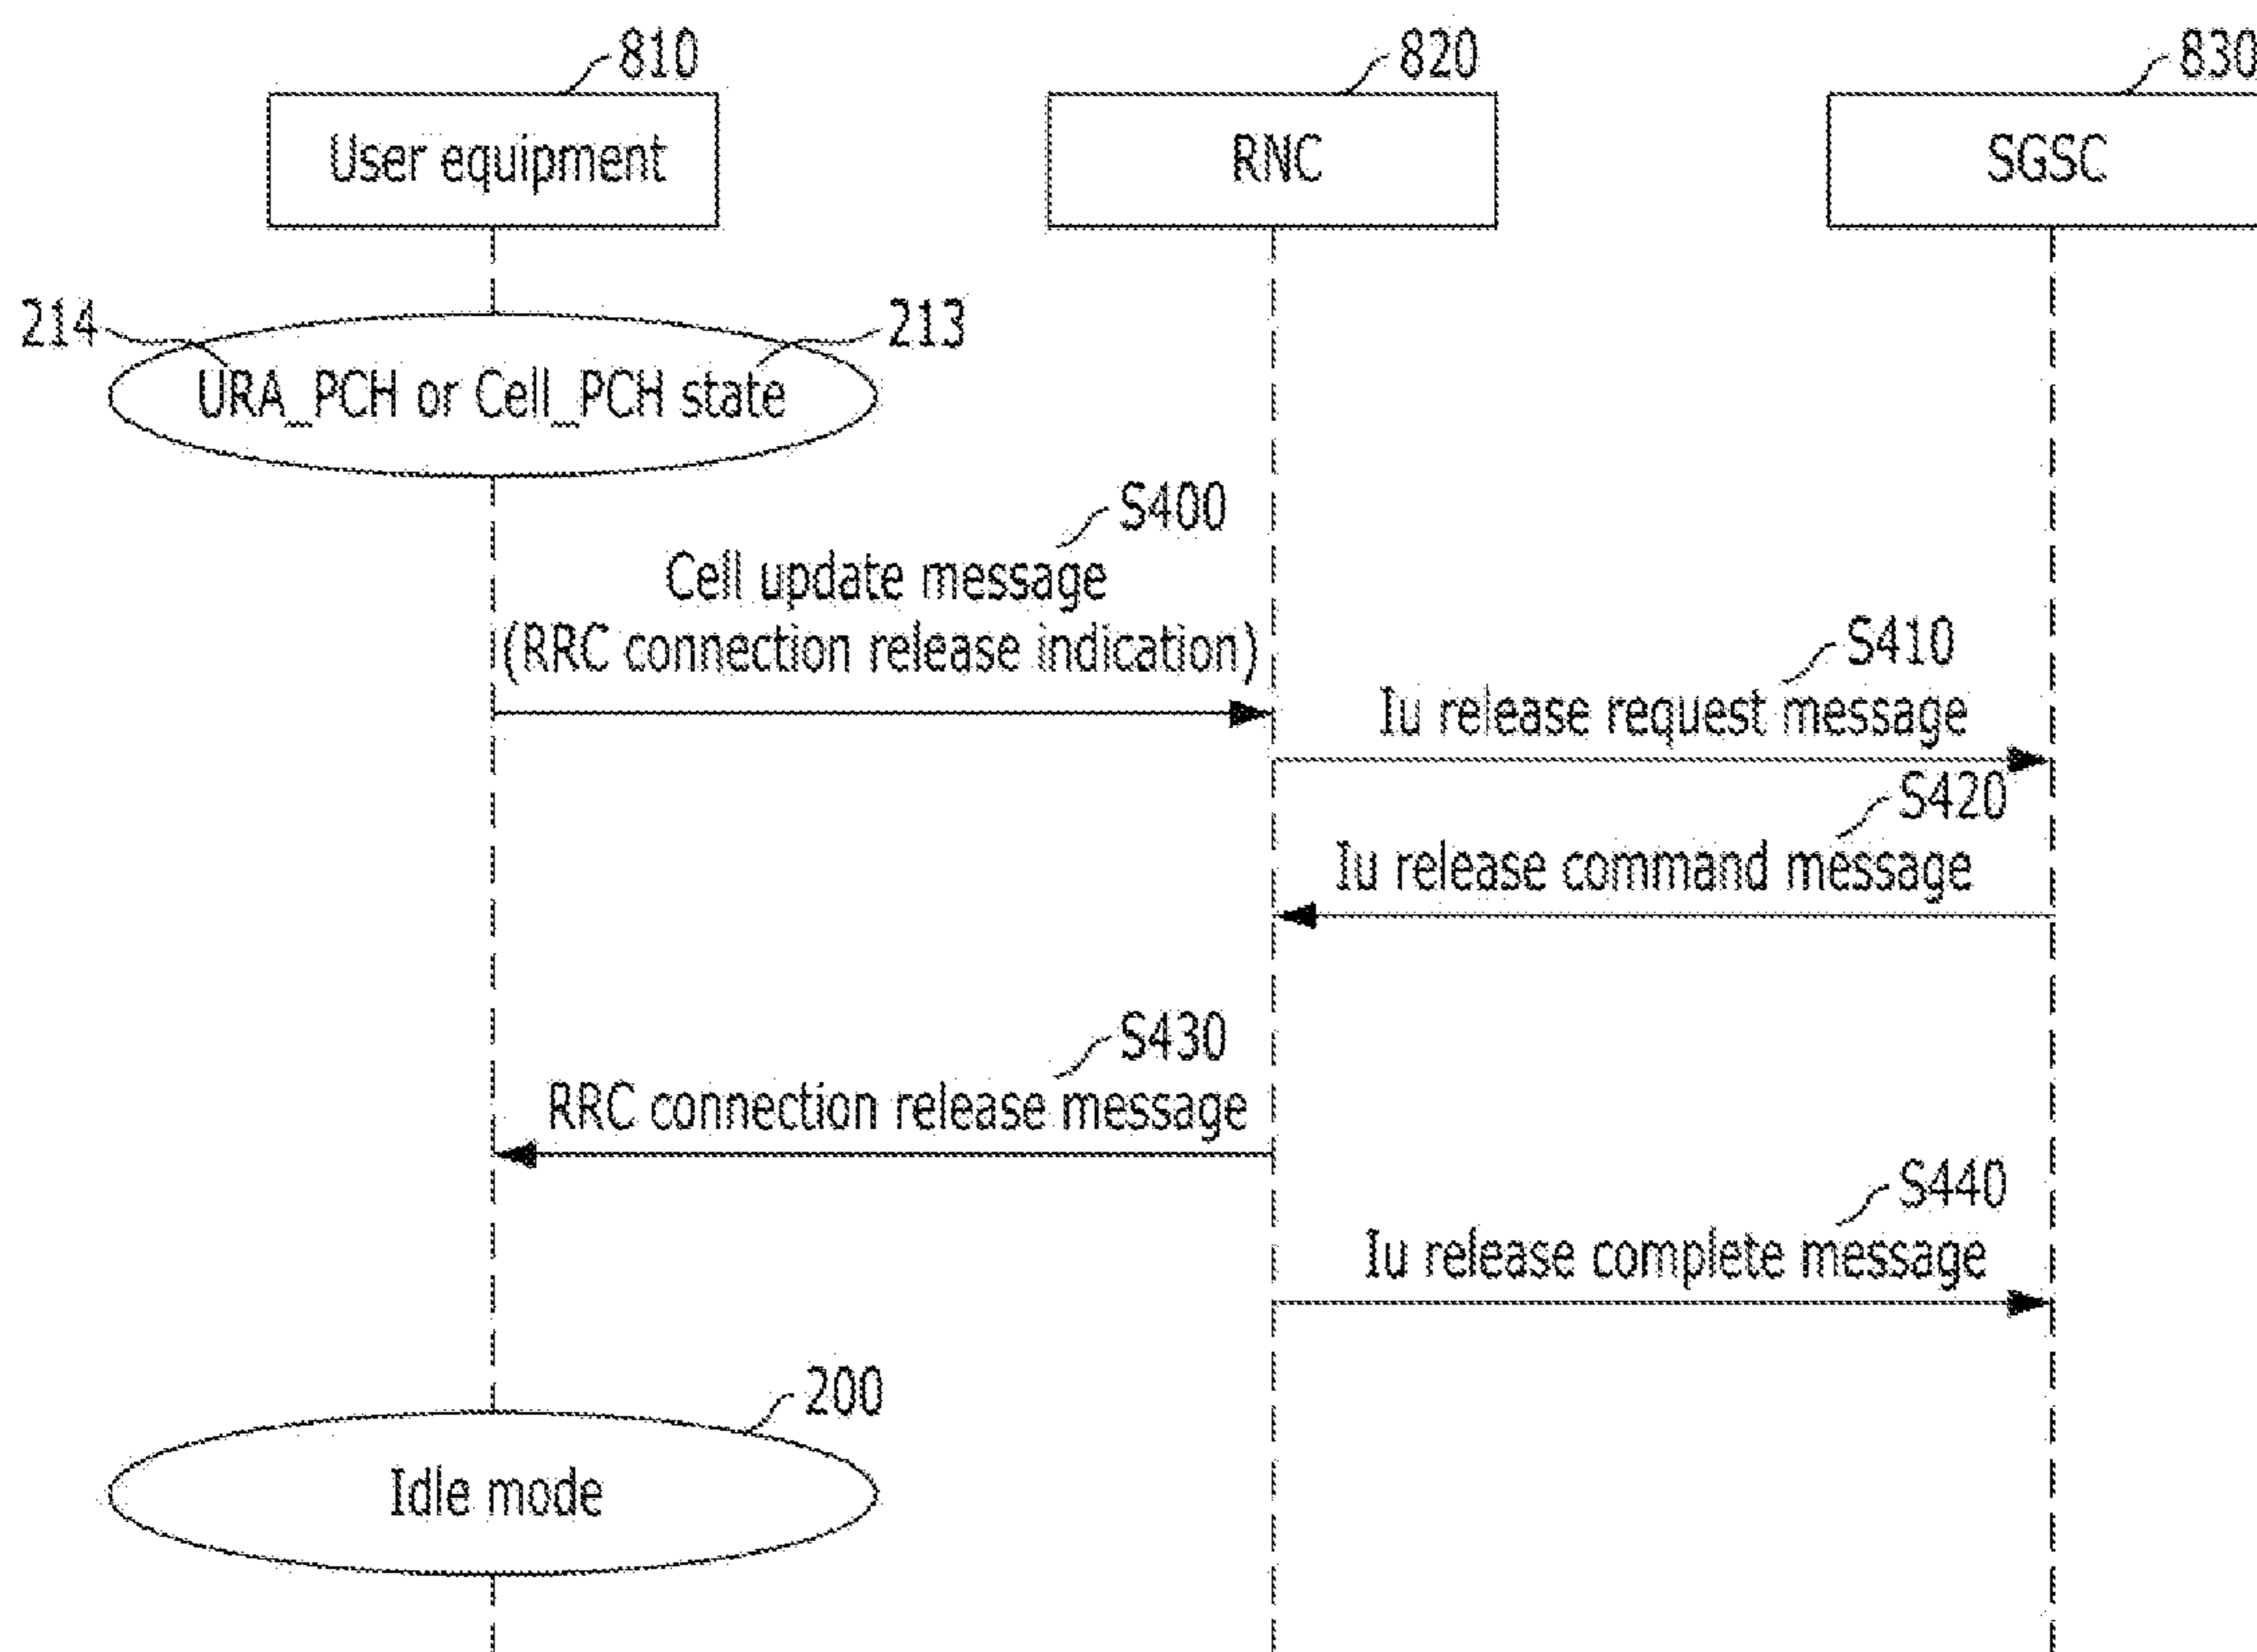 810
820
830
User equipment
RNC
SGSC
214
213
URA_PCH or Cell_PCH state
S400
Cell update message
(RRC connection release indication)
S410
Iu release request message
S420
Iu release command message
S430
RRC connection release message
S440
Iu release complete message
200
Idle mode